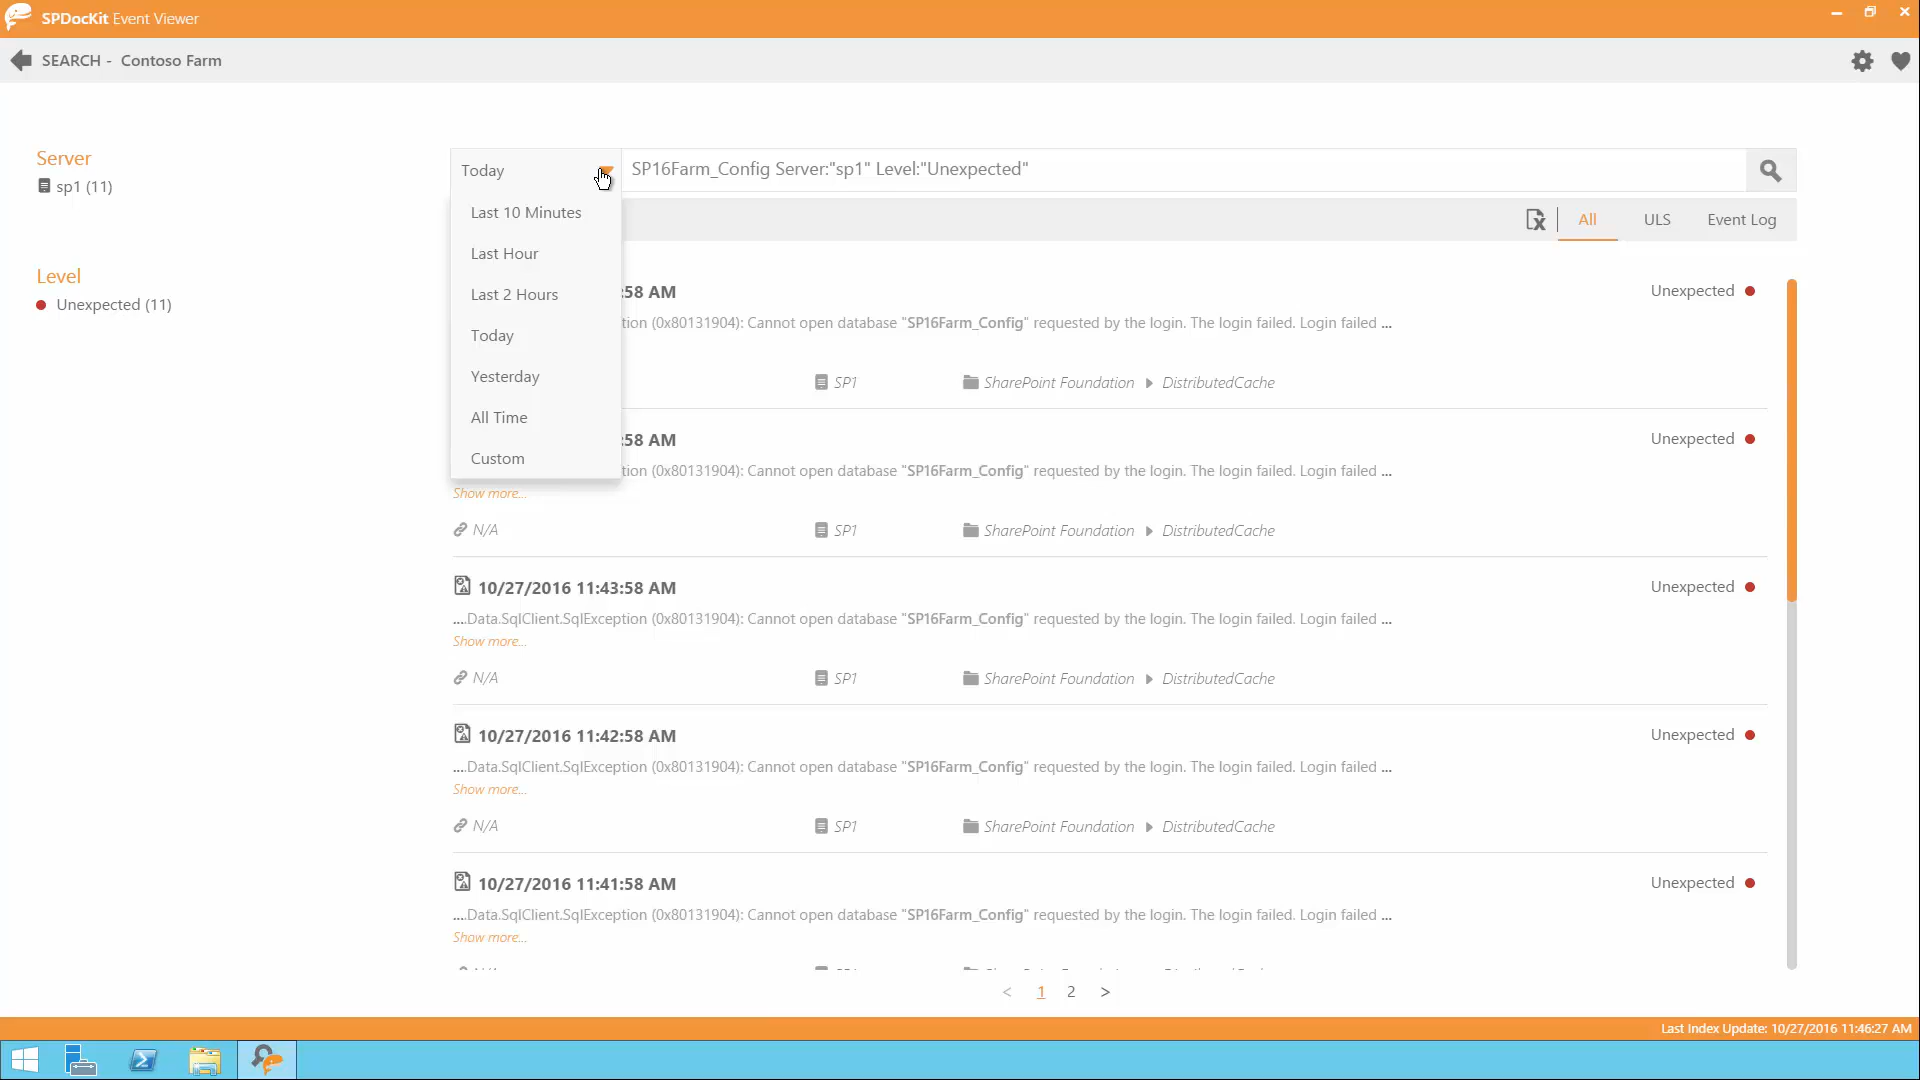 SPDocKit Event Viewer
SEARCH - Contoso Farm
Server
sp1 (11)
Level
Unexpected (11)
Today
SP16Farm_Config Server:"sp1" Level:"Unexpected"
Last 10 Minutes
Last Hour
Last 2 Hours
Today
Yesterday
All Time
Custom
All ULS Event Log
:58 AM Unexpected
tion (0x80131904): Cannot open database "SP16Farm_Config" requested by the login. The login failed. Login failed ...
SP1 SharePoint Foundation DistributedCache
:58 AM Unexpected
tion (0x80131904): Cannot open database "SP16Farm_Config" requested by the login. The login failed. Login failed ...
Show more...
N/A SP1 SharePoint Foundation DistributedCache
10/27/2016 11:43:58 AM Unexpected
....Data.SqlClient.SqlException (0x80131904): Cannot open database "SP16Farm_Config" requested by the login. The login failed. Login failed ...
Show more...
N/A SP1 SharePoint Foundation DistributedCache
10/27/2016 11:42:58 AM Unexpected
....Data.SqlClient.SqlException (0x80131904): Cannot open database "SP16Farm_Config" requested by the login. The login failed. Login failed ...
Show more...
N/A SP1 SharePoint Foundation DistributedCache
10/27/2016 11:41:58 AM Unexpected
....Data.SqlClient.SqlException (0x80131904): Cannot open database "SP16Farm_Config" requested by the login. The login failed. Login failed ...
Show more...
< 1 2 >
Last Index Update: 10/27/2016 11:46:27 AM